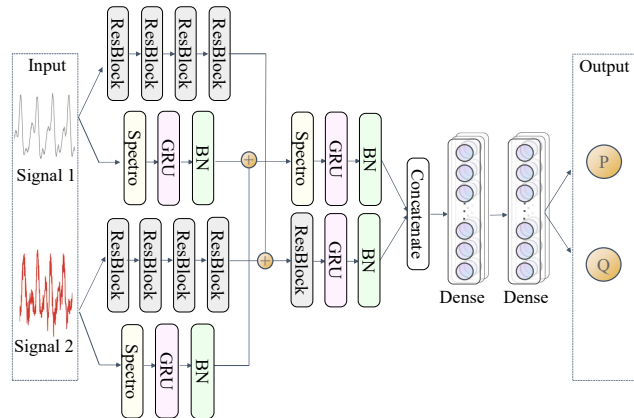 Input
Signal 1
Signal 2
ResBlock
ResBlock
ResBlock
ResBlock
Spectro
GRU
BN
ResBlock
ResBlock
ResBlock
ResBlock
Spectro
GRU
BN
+
+
Spectro
GRU
BN
ResBlock
GRU
BN
Concatenate
Dense
Dense
Output
P
Q